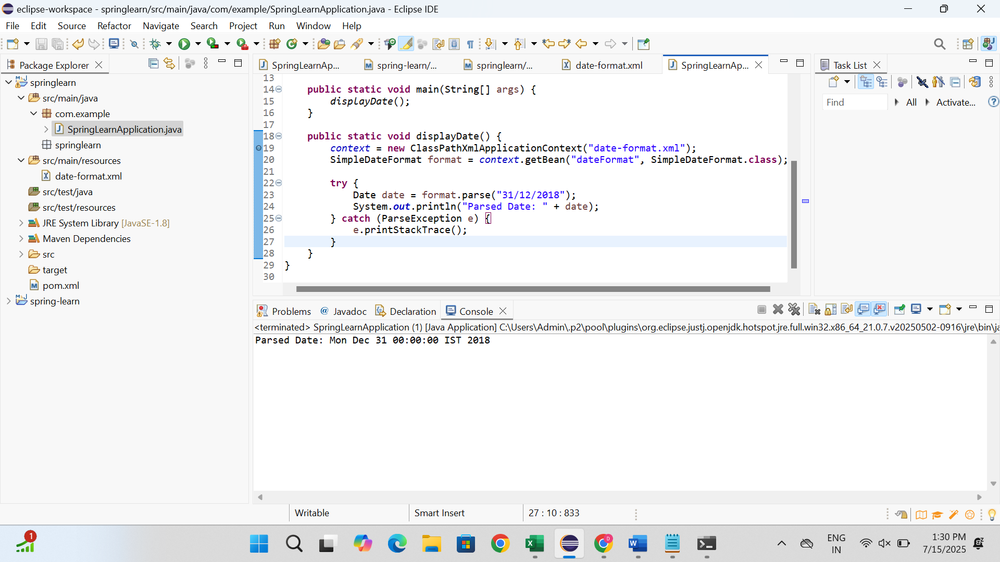 eclipse-workspace - springlearn/src/main/java/com/example/SpringLearnApplication.java - Eclipse IDE
File Edit Source Refactor Navigate Search Project Run Window Help
Package Explorer
springlearn
src/main/java
com.example
SpringLearnApplication.java
springlearn
src/main/resources
date-format.xml
src/test/java
src/test/resources
JRE System Library [JavaSE-1.8]
Maven Dependencies
src
target
pom.xml
spring-learn
SpringLearnAp... spring-learn/... springlearn/... date-format.xml SpringLearnAp...
13
14 public static void main(String[] args) {
15 displayDate();
16 }
17
18 public static void displayDate() {
19 context = new ClassPathXmlApplicationContext("date-format.xml");
20 SimpleDateFormat format = context.getBean("dateFormat", SimpleDateFormat.class);
21
22 try {
23 Date date = format.parse("31/12/2018");
24 System.out.println("Parsed Date: " + date);
25 } catch (ParseException e) {
26 e.printStackTrace();
27 }
28 }
29 }
30
Task List
Find All Activate...
Problems Javadoc Declaration Console
<terminated> SpringLearnApplication (1) [Java Application] C:\Users\Admin\.p2\pool\plugins\org.eclipse.justj.openjdk.hotspot.jre.full.win32.x86_64_21.0.7.v20250502-0916\jre\bin\ja
Parsed Date: Mon Dec 31 00:00:00 IST 2018
Writable Smart Insert 27 : 10 : 833
1
ENG
IN
1:30 PM
7/15/2025